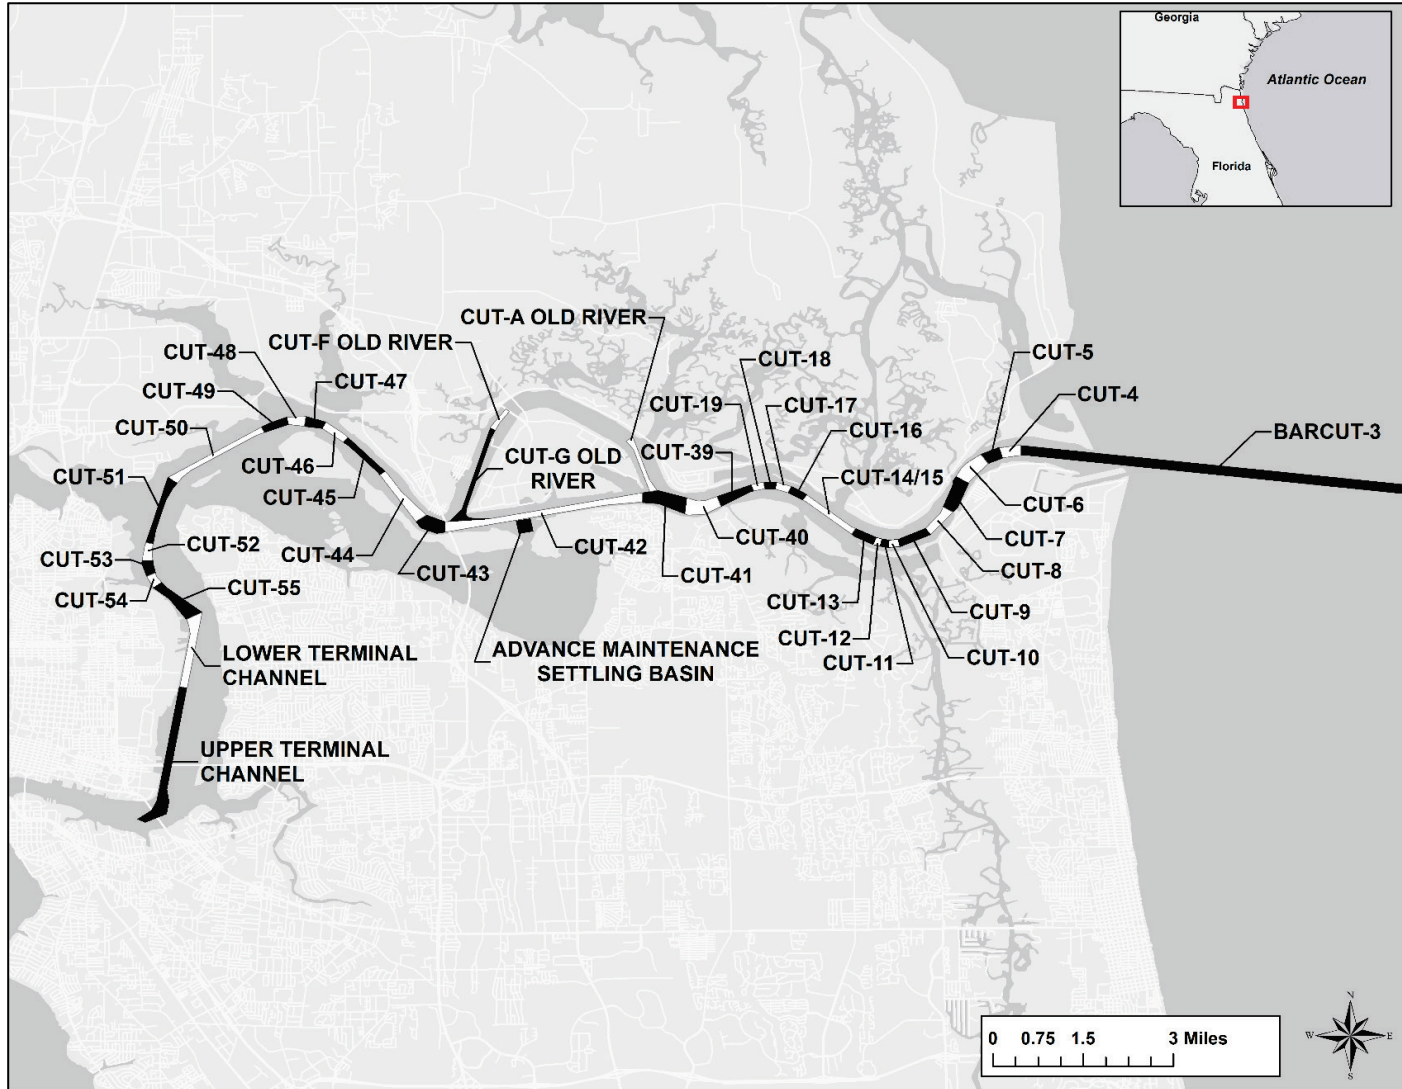 Georgia
Atlantic Ocean
Florida
CUT-A OLD RIVER
CUT-F OLD RIVER
CUT-48
CUT-47
CUT-49
CUT-50
CUT-46
CUT-45
CUT-51
CUT-G OLD
RIVER
CUT-18
CUT-19
CUT-17
CUT-39
CUT-16
CUT-14/15
CUT-5
CUT-4
BARCUT-3
CUT-6
CUT-7
CUT-8
CUT-9
CUT-10
CUT-11
CUT-12
CUT-13
CUT-40
CUT-41
CUT-42
CUT-43
CUT-44
CUT-52
CUT-53
CUT-54
CUT-55
ADVANCE MAINTENANCE
SETTLING BASIN
LOWER TERMINAL
CHANNEL
UPPER TERMINAL
CHANNEL
0 0.75 1.5 3 Miles
N
W E
S